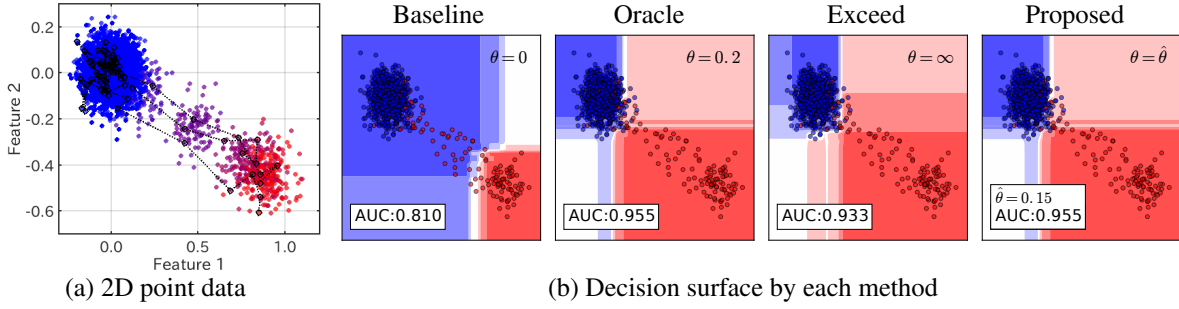 Baseline
Oracle
Exceed
Proposed
0.2
0.0
-0.2
-0.4
-0.6
Feature 2
0.0
0.5
1.0
Feature 1
θ = 0
θ = 0.2
θ = ∞
θ = θ̂
AUC:0.810
AUC:0.955
AUC:0.933
θ̂ = 0.15
AUC:0.955
(a) 2D point data
(b) Decision surface by each method